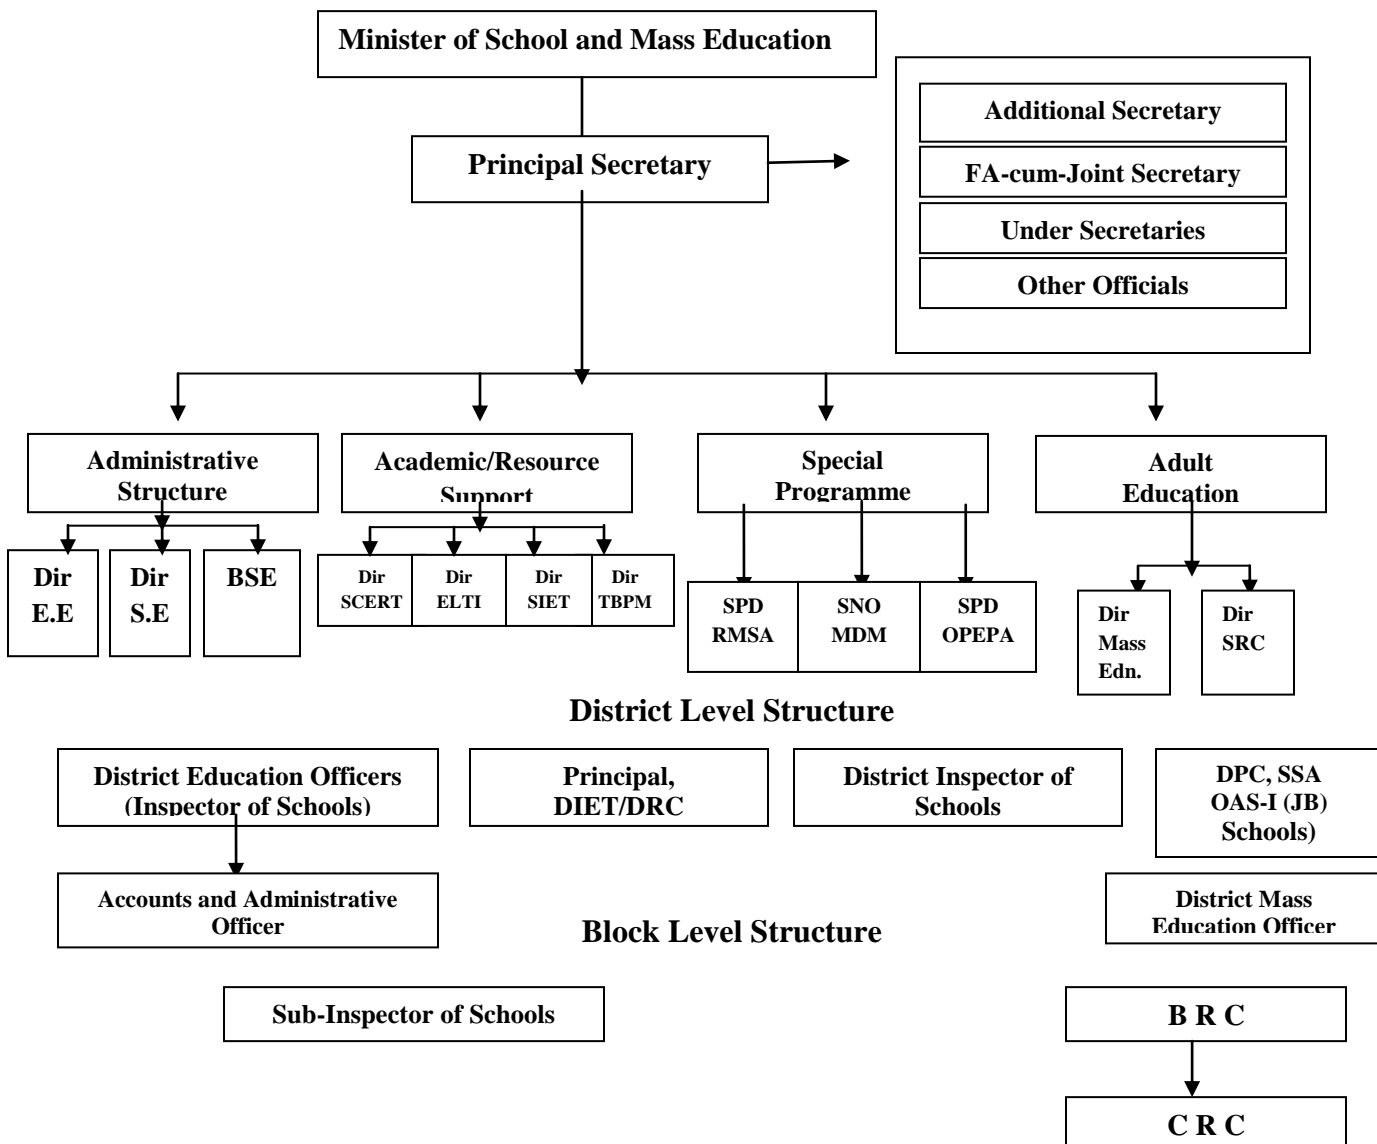 Minister of School and Mass Education
Additional Secretary
Principal Secretary
FA-cum-Joint Secretary
Under Secretaries
Other Officials
Administrative
Structure
Academic/Resource
Support
Special
Programme
Adult
Education
Dir
E.E
Dir
S.E
BSE
Dir
SCERT
Dir
ELTI
Dir
SIET
Dir
TBPM
SPD
RMSA
SNO
MDM
SPD
OPEPA
Dir
Mass
Edn.
Dir
SRC
District Level Structure
District Education Officers
(Inspector of Schools)
Principal,
DIET/DRC
District Inspector of
Schools
DPC, SSA
OAS-I (JB)
Schools)
Accounts and Administrative
Officer
District Mass
Education Officer
Block Level Structure
Sub-Inspector of Schools
B R C
C R C